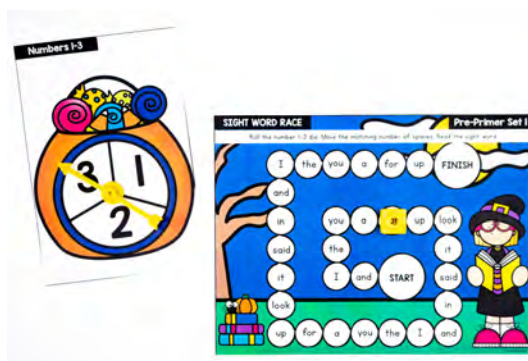 Numbers 1-3
3 1
2
SIGHT WORD RACE Pre-Primer Set 1
Roll the number 1-3 die. Move the matching number of spaces. Read the sight word.
I the you a for up FINISH
and
in you a up look
said the it
it I and START said
look in
up for a you the I and